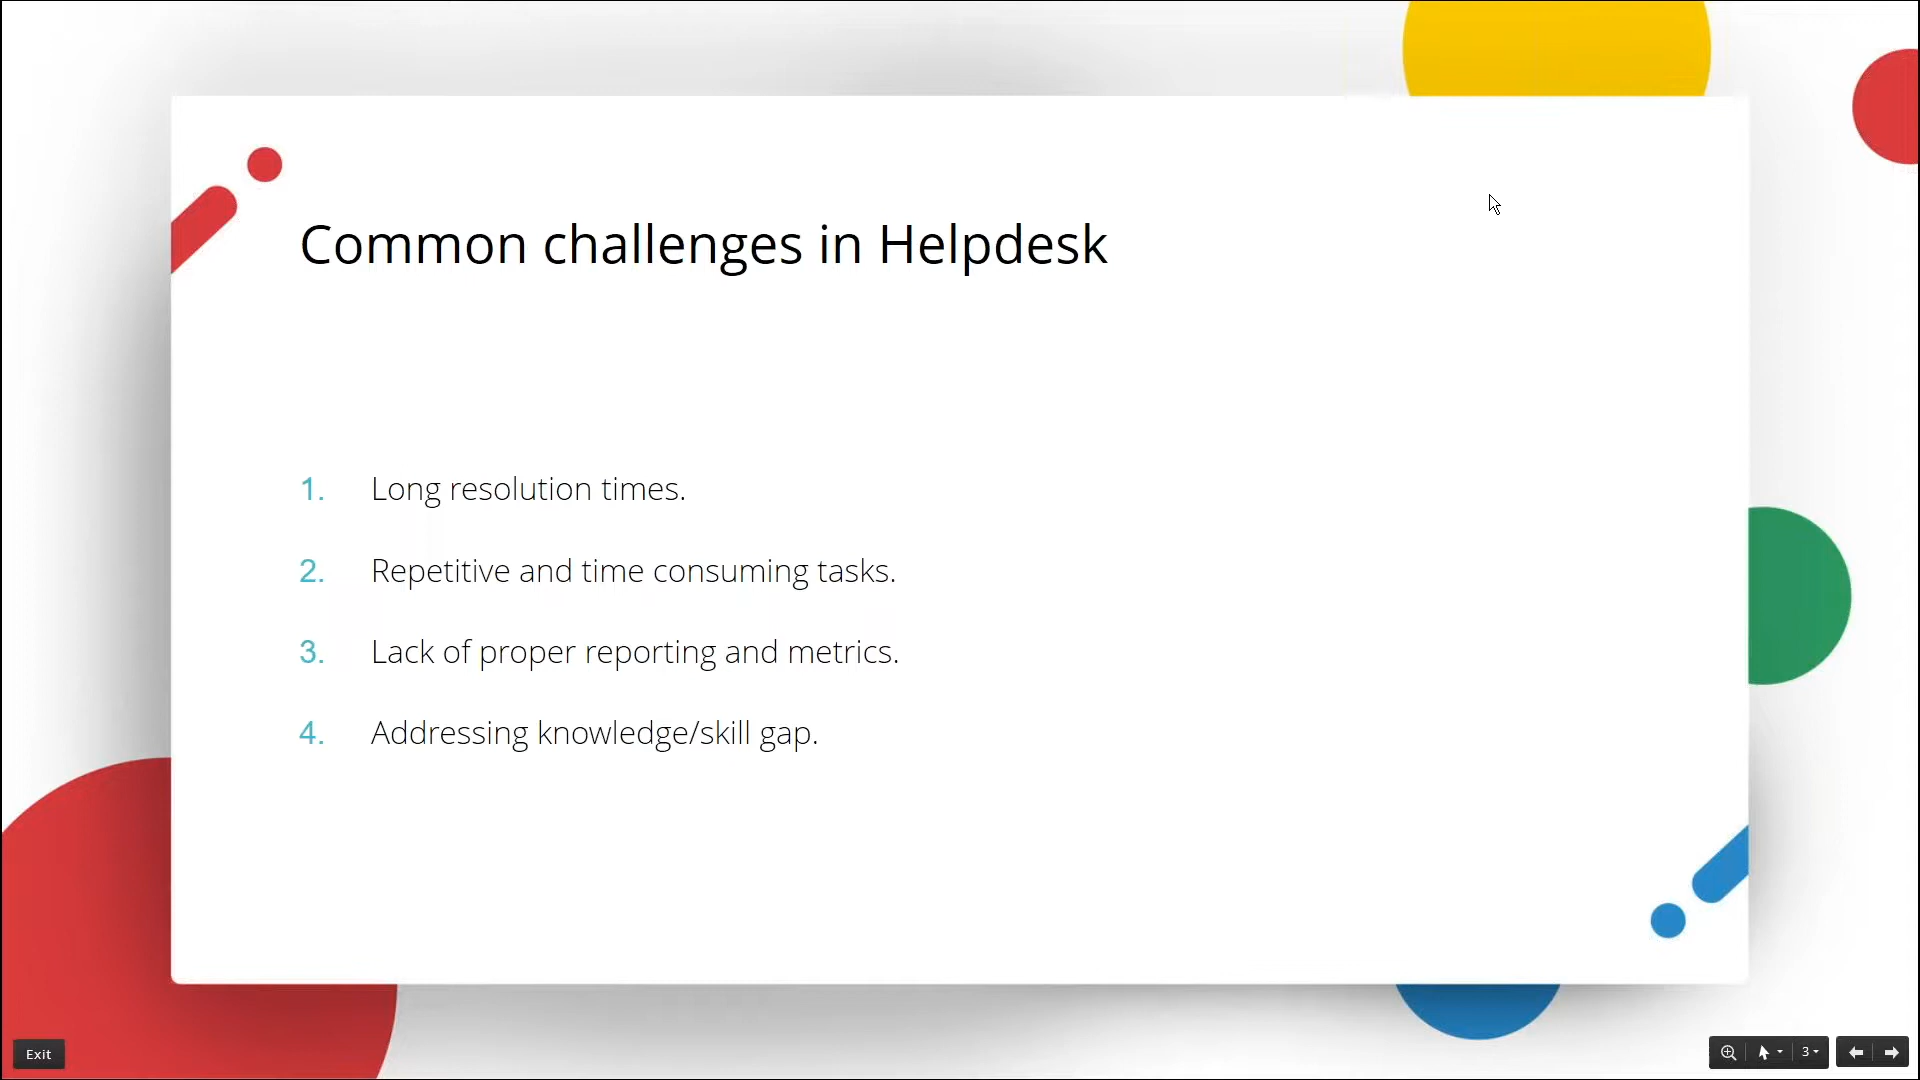 Common challenges in Helpdesk
1. Long resolution times.
2. Repetitive and time consuming tasks.
3. Lack of proper reporting and metrics.
4. Addressing knowledge/skill gap.
Exit
3